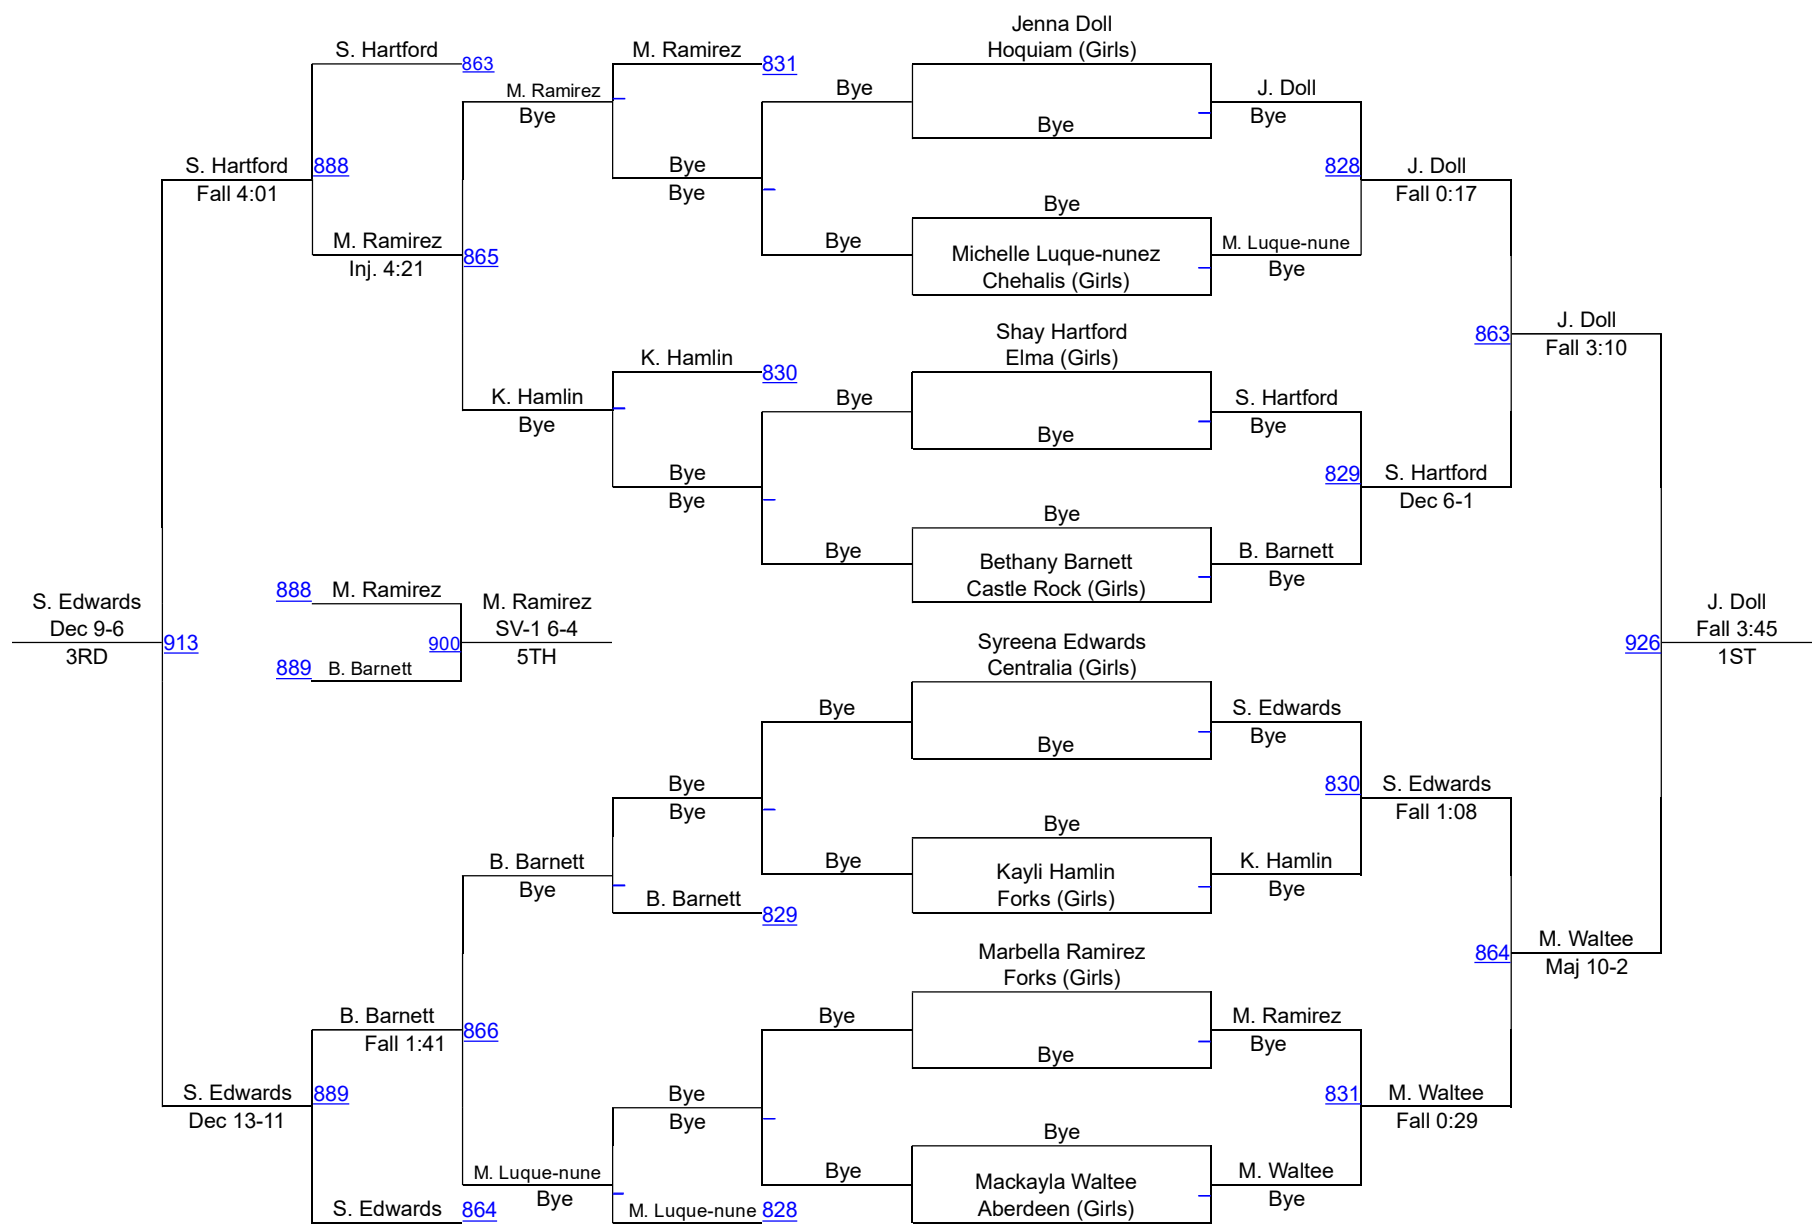 Jenna Doll
S. Hartford
863
M. Ramirez
831
Hoquiam (Girls)
M. Ramirez
Bye
Bye
J. Doll
Bye
Bye
Bye
S. Hartford
888
Bye
828
J. Doll
Fall 4:01
Bye
Fall 0:17
Bye
M. Ramirez
865
Bye
Michelle Luque-nunez
M. Luque-nune
Inj. 4:21
Chehalis (Girls)
Bye
Shay Hartford
863
J. Doll
K. Hamlin
830
Elma (Girls)
Fall 3:10
K. Hamlin
Bye
S. Hartford
Bye
Bye
Bye
Bye
829
S. Hartford
Bye
Dec 6-1
Bye
Bye
Bethany Barnett
B. Barnett
888
M. Ramirez
Castle Rock (Girls)
Bye
S. Edwards
M. Ramirez
J. Doll
Dec 9-6
SV-1 6-4
Fall 3:45
913
900
Syreena Edwards
926
3RD
889
B. Barnett
5TH
Centralia (Girls)
1ST
Bye
S. Edwards
Bye
Bye
Bye
830
S. Edwards
Bye
Fall 1:08
Bye
B. Barnett
Bye
Kayli Hamlin
K. Hamlin
Bye
B. Barnett
829
Forks (Girls)
Bye
Marbella Ramirez
864
M. Waltee
Forks (Girls)
Maj 10-2
B. Barnett
866
Bye
M. Ramirez
Fall 1:41
Bye
Bye
S. Edwards
889
Bye
831
M. Waltee
Dec 13-11
Bye
Fall 0:29
Bye
M. Luque-nune
Bye
Mackayla Waltee
M. Waltee
Bye
Bye
S. Edwards
864
M. Luque-nune
828
Aberdeen (Girls)